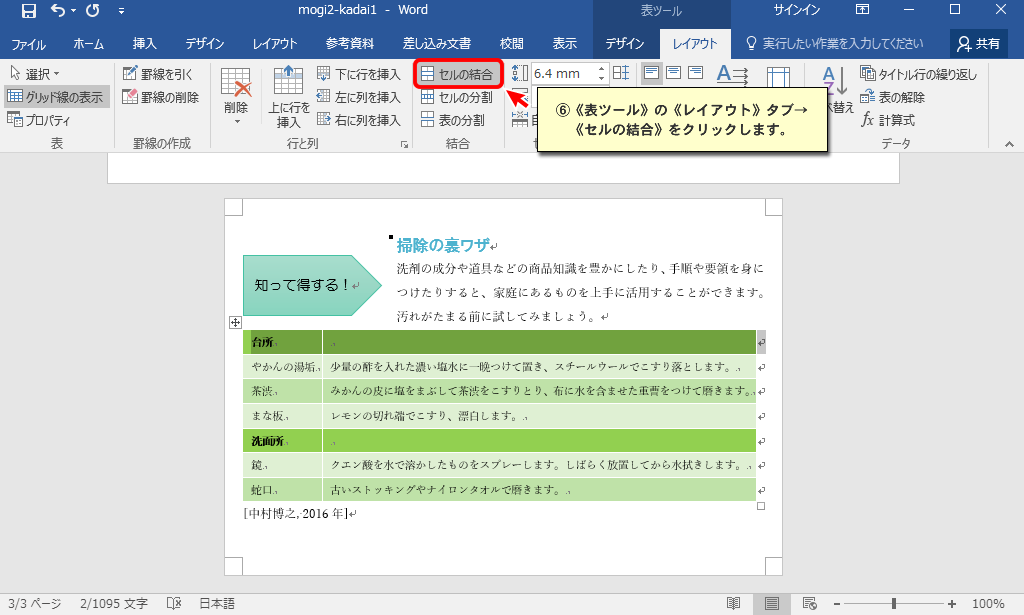 mogi2-kadai1 - Word
表ツール
サインイン
ファイル ホーム 挿入 デザイン レイアウト 参考資料 差し込み文書 校閲 表示 デザイン レイアウト 実行したい作業を入力してください 共有
選択
グリッド線の表示
プロパティ
表
罫線を引く
罫線の削除
罫線の作成
削除
上に行を
挿入
下に行を挿入
左に列を挿入
右に列を挿入
行と列
セルの結合
セルの分割
表の分割
結合
6.4 mm
⑥《表ツール》の《レイアウト》タブ→
《セルの結合》をクリックします。
タイトル行の繰り返し
表の解除
fx 計算式
データ
掃除の裏ワザ
知って得する！
洗剤の成分や道具などの商品知識を豊かにしたり、手順や要領を身に
つけたりすると、家庭にあるものを上手に活用することができます。
汚れがたまる前に試してみましょう。
台所
やかんの湯垢 少量の酢を入れた濃い塩水に一晩つけて置き、スチールウールでこすり落とします。
茶渋 みかんの皮に塩をまぶして茶渋をこすりとり、布に水を含ませた重曹をつけて磨きます。
まな板 レモンの切れ端でこすり、漂白します。
洗面所
鏡 クエン酸を水で溶かしたものをスプレーします。しばらく放置してから水拭きします。
蛇口 古いストッキングやナイロンタオルで磨きます。
[中村博之, 2016 年]
3/3 ページ 2/1095 文字 日本語 100%